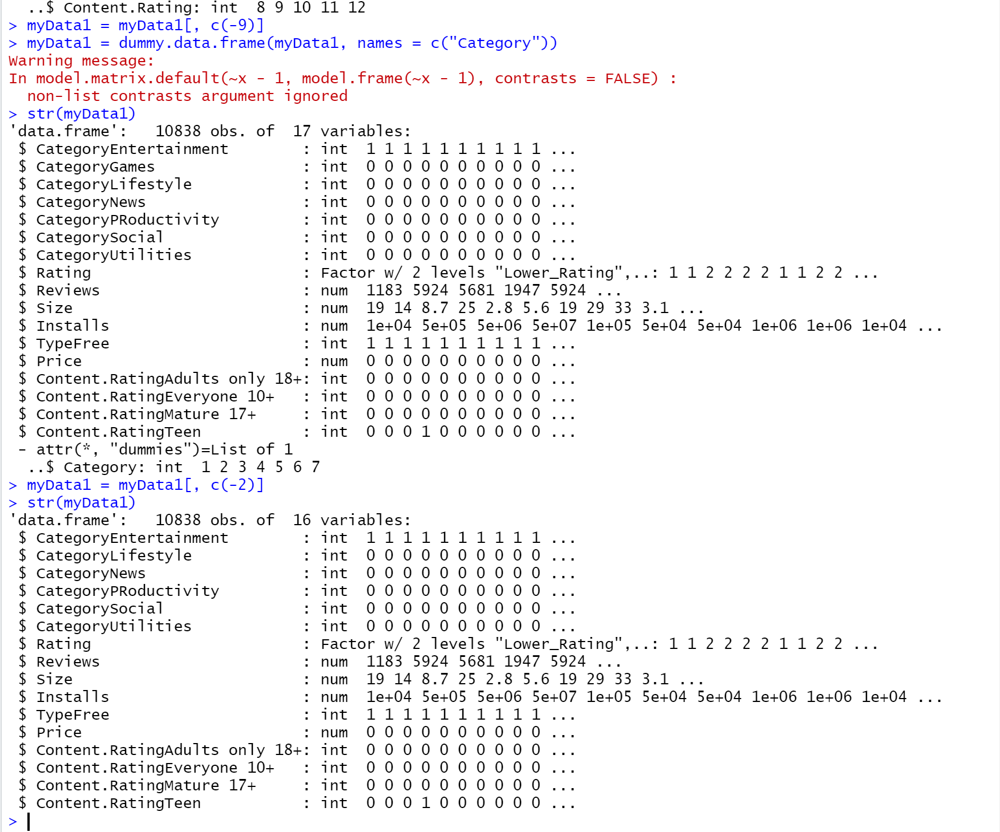 ..$ Content.Rating: int  8 9 10 11 12
> myData1 = myData1[, c(-9)]
> myData1 = dummy.data.frame(myData1, names = c("Category"))
Warning message:
In model.matrix.default(~x - 1, model.frame(~x - 1), contrasts = FALSE) :
  non-list contrasts argument ignored
> str(myData1)
'data.frame':   10838 obs. of  17 variables:
 $ CategoryEntertainment        : int  1 1 1 1 1 1 1 1 1 1 ...
 $ CategoryGames                : int  0 0 0 0 0 0 0 0 0 0 ...
 $ CategoryLifestyle            : int  0 0 0 0 0 0 0 0 0 0 ...
 $ CategoryNews                 : int  0 0 0 0 0 0 0 0 0 0 ...
 $ CategoryPRoductivity         : int  0 0 0 0 0 0 0 0 0 0 ...
 $ CategorySocial               : int  0 0 0 0 0 0 0 0 0 0 ...
 $ CategoryUtilities            : int  0 0 0 0 0 0 0 0 0 0 ...
 $ Rating                       : Factor w/ 2 levels "Lower_Rating",..: 1 1 2 2 2 2 1 1 2 2 ...
 $ Reviews                      : num  1183 5924 5681 1947 5924 ...
 $ Size                         : num  19 14 8.7 25 2.8 5.6 19 29 33 3.1 ...
 $ Installs                     : num  1e+04 5e+05 5e+06 5e+07 1e+05 5e+04 5e+04 1e+06 1e+06 1e+04 ...
 $ TypeFree                     : int  1 1 1 1 1 1 1 1 1 1 ...
 $ Price                        : num  0 0 0 0 0 0 0 0 0 0 ...
 $ Content.RatingAdults only 18+: int  0 0 0 0 0 0 0 0 0 0 ...
 $ Content.RatingEveryone 10+   : int  0 0 0 0 0 0 0 0 0 0 ...
 $ Content.RatingMature 17+     : int  0 0 0 0 0 0 0 0 0 0 ...
 $ Content.RatingTeen           : int  0 0 0 1 0 0 0 0 0 0 ...
 - attr(*, "dummies")=List of 1
  ..$ Category: int  1 2 3 4 5 6 7
> myData1 = myData1[, c(-2)]
> str(myData1)
'data.frame':   10838 obs. of  16 variables:
 $ CategoryEntertainment        : int  1 1 1 1 1 1 1 1 1 1 ...
 $ CategoryLifestyle            : int  0 0 0 0 0 0 0 0 0 0 ...
 $ CategoryNews                 : int  0 0 0 0 0 0 0 0 0 0 ...
 $ CategoryPRoductivity         : int  0 0 0 0 0 0 0 0 0 0 ...
 $ CategorySocial               : int  0 0 0 0 0 0 0 0 0 0 ...
 $ CategoryUtilities            : int  0 0 0 0 0 0 0 0 0 0 ...
 $ Rating                       : Factor w/ 2 levels "Lower_Rating",..: 1 1 2 2 2 2 1 1 2 2 ...
 $ Reviews                      : num  1183 5924 5681 1947 5924 ...
 $ Size                         : num  19 14 8.7 25 2.8 5.6 19 29 33 3.1 ...
 $ Installs                     : num  1e+04 5e+05 5e+06 5e+07 1e+05 5e+04 5e+04 1e+06 1e+06 1e+04 ...
 $ TypeFree                     : int  1 1 1 1 1 1 1 1 1 1 ...
 $ Price                        : num  0 0 0 0 0 0 0 0 0 0 ...
 $ Content.RatingAdults only 18+: int  0 0 0 0 0 0 0 0 0 0 ...
 $ Content.RatingEveryone 10+   : int  0 0 0 0 0 0 0 0 0 0 ...
 $ Content.RatingMature 17+     : int  0 0 0 0 0 0 0 0 0 0 ...
 $ Content.RatingTeen           : int  0 0 0 1 0 0 0 0 0 0 ...
>